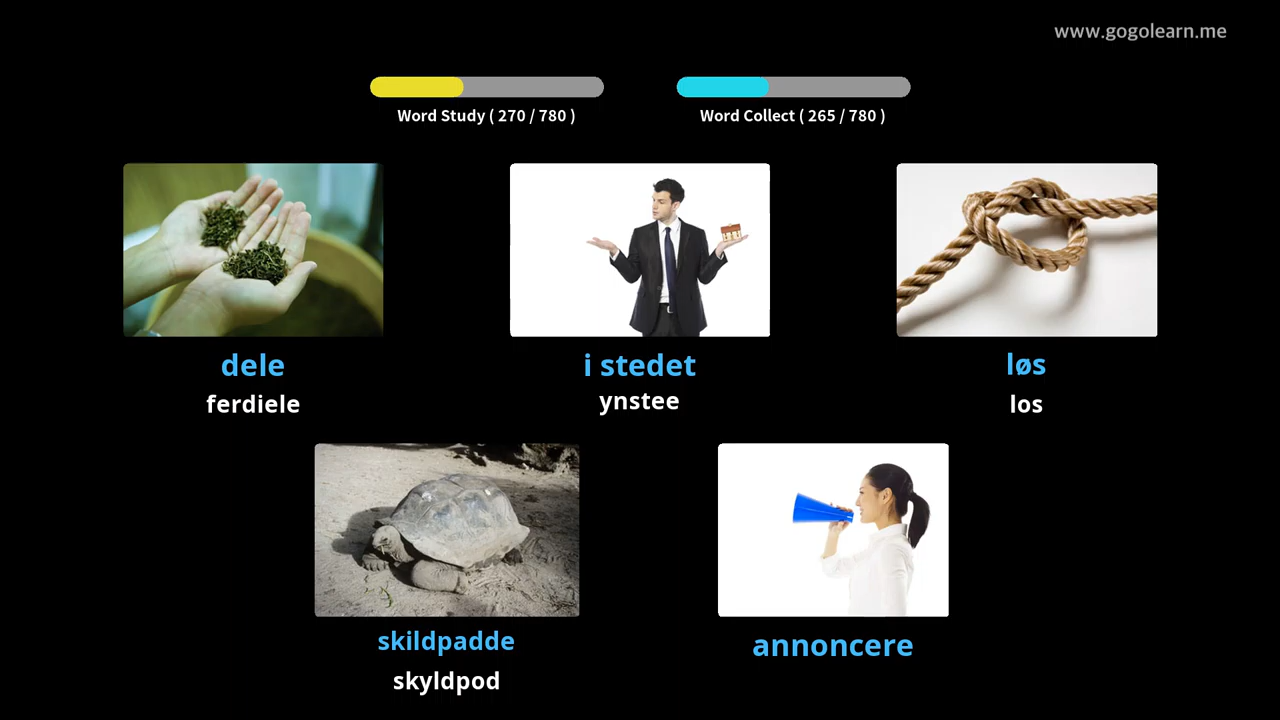 www.gogolearn.me
Word Study ( 270 / 780 )
Word Collect ( 265 / 780 )
dele
ferdiele
i stedet
ynstee
løs
los
skildpadde
skyldpod
annoncere